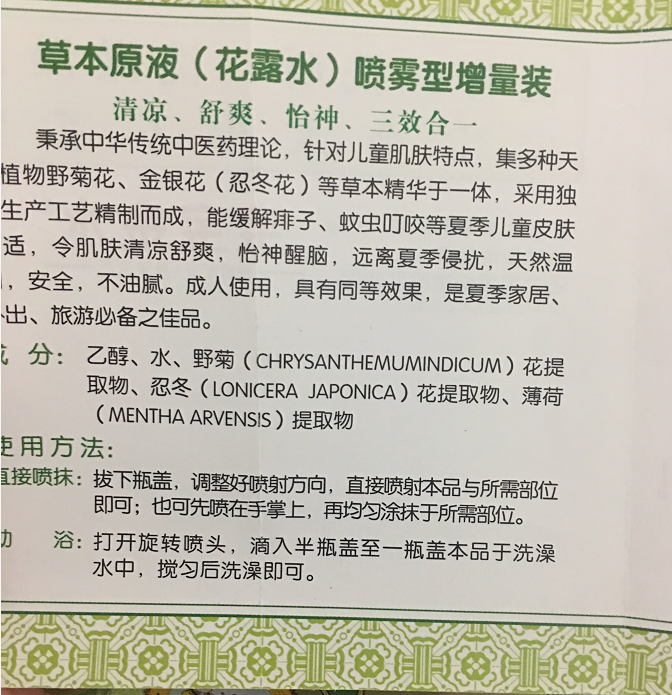 草本原液（花露水）喷雾型增量装
清凉、舒爽、怡神、三效合一
秉承中华传统中医药理论，针对儿童肌肤特点，集多种天
植物野菊花、金银花（忍冬花）等草本精华于一体，采用独
生产工艺精制而成，能缓解痱子、蚊虫叮咬等夏季儿童皮肤
适，令肌肤清凉舒爽，怡神醒脑，远离夏季侵扰，天然温
，安全，不油腻。成人使用，具有同等效果，是夏季家居、
出、旅游必备之佳品。
成 分：乙醇、水、野菊（CHRYSANTHEMUMINDICUM）花提
取物、忍冬（LONICERA JAPONICA）花提取物、薄荷
（MENTHA ARVENSIS）提取物
使用方法：
直接喷抹：拔下瓶盖，调整好喷射方向，直接喷射本品与所需部位
即可；也可先喷在手掌上，再均匀涂抹于所需部位。
浴：打开旋转喷头，滴入半瓶盖至一瓶盖本品于洗澡
水中，搅匀后洗澡即可。